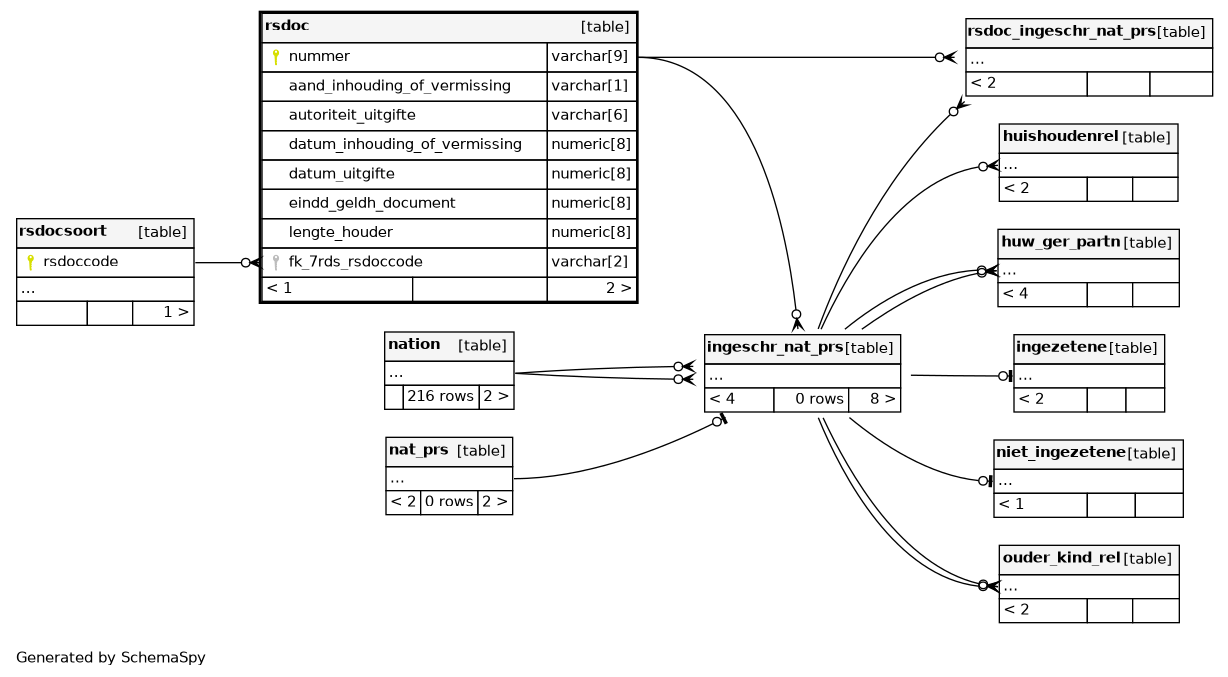 rsdoc [table]
nummer varchar[9]
aand_inhouding_of_vermissing varchar[1]
autoriteit_uitgifte varchar[6]
datum_inhouding_of_vermissing numeric[8]
datum_uitgifte numeric[8]
eindd_geldh_document numeric[8]
lengte_houder numeric[8]
fk_7rds_rsdoccode varchar[2]
< 1 2 >
rsdocsoort [table]
rsdoccode
...
1 >
nation [table]
...
216 rows 2 >
nat_prs [table]
...
< 2 0 rows 2 >
ingeschr_nat_prs [table]
...
< 4 0 rows 8 >
rsdoc_ingeschr_nat_prs [table]
...
< 2
huishoudenrel [table]
...
< 2
huw_ger_partn [table]
...
< 4
ingezetene [table]
...
< 2
niet_ingezetene [table]
...
< 1
ouder_kind_rel [table]
...
< 2
Generated by SchemaSpy